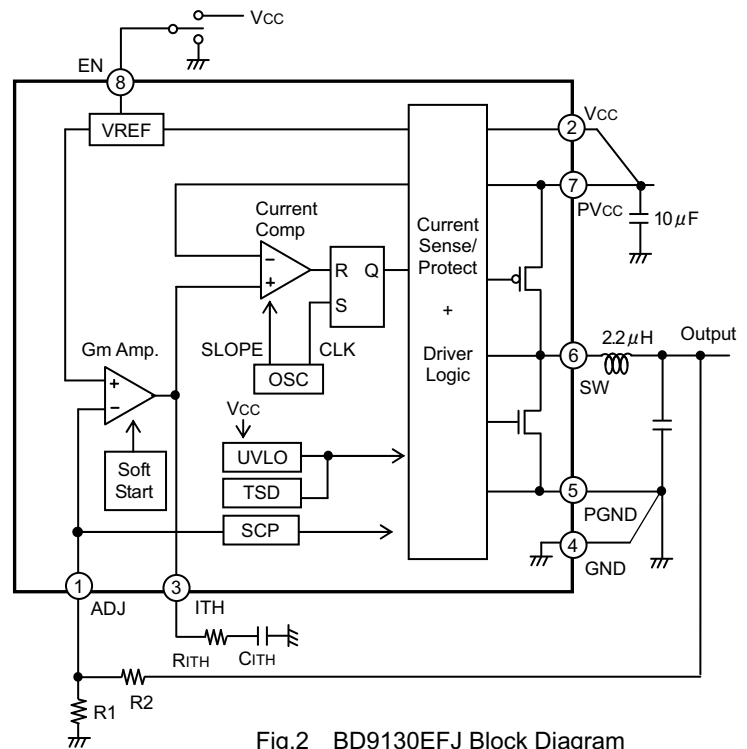 VCC
EN
8
VREF
VCC
2
7
PVCC
10μF
Current
Comp
Current
Sense/
Protect
+
Driver
Logic
−
+
R Q
S
SLOPE CLK
OSC
Gm Amp.
+
−
2.2μH Output
6
SW
VCC
UVLO
TSD
SCP
Soft
Start
5
PGND
4
GND
1
ADJ
3
ITH
RITH CITH
R2
R1
Fig.2 BD9130EFJ Block Diagram